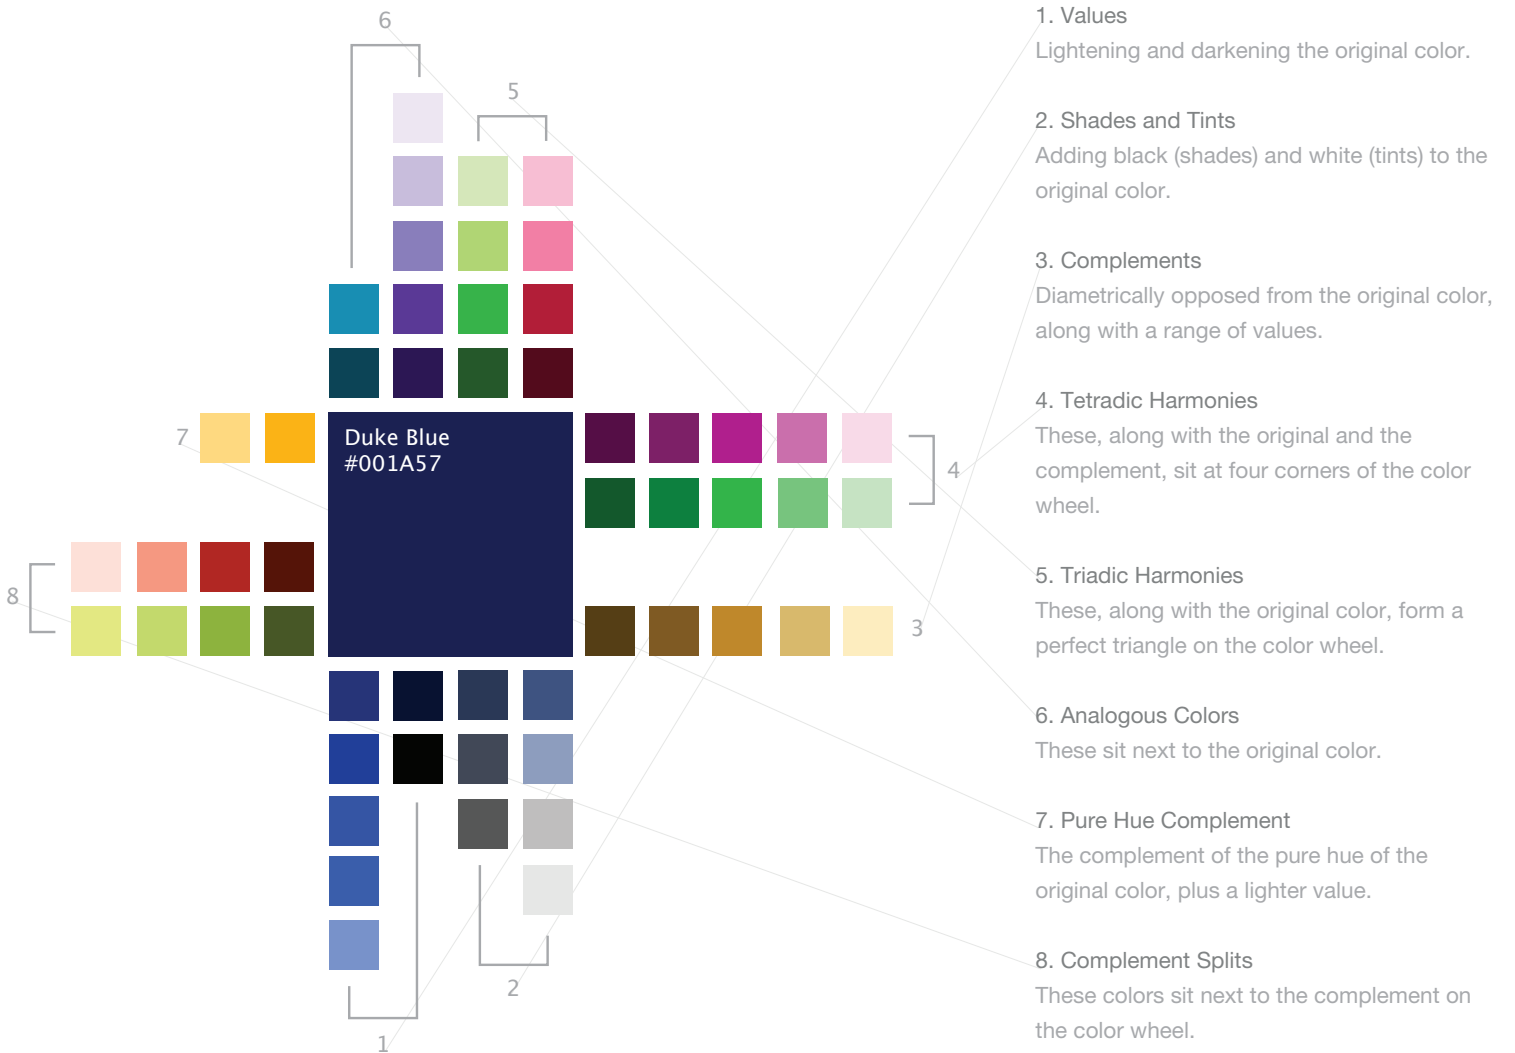 6
5
7
Duke Blue
#001A57
4
8
3
2
1
1. Values
Lightening and darkening the original color.
2. Shades and Tints
Adding black (shades) and white (tints) to the
original color.
3. Complements
Diametrically opposed from the original color,
along with a range of values.
4. Tetradic Harmonies
These, along with the original and the
complement, sit at four corners of the color
wheel.
5. Triadic Harmonies
These, along with the original color, form a
perfect triangle on the color wheel.
6. Analogous Colors
These sit next to the original color.
7. Pure Hue Complement
The complement of the pure hue of the
original color, plus a lighter value.
8. Complement Splits
These colors sit next to the complement on
the color wheel.